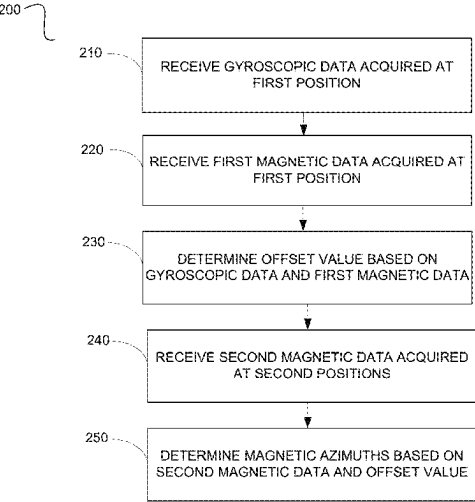 200
210
RECEIVE GYROSCOPIC DATA ACQUIRED AT
FIRST POSITION
220
RECEIVE FIRST MAGNETIC DATA ACQUIRED AT
FIRST POSITION
230
DETERMINE OFFSET VALUE BASED ON
GYROSCOPIC DATA AND FIRST MAGNETIC DATA
240
RECEIVE SECOND MAGNETIC DATA ACQUIRED
AT SECOND POSITIONS
250
DETERMINE MAGNETIC AZIMUTHS BASED ON
SECOND MAGNETIC DATA AND OFFSET VALUE